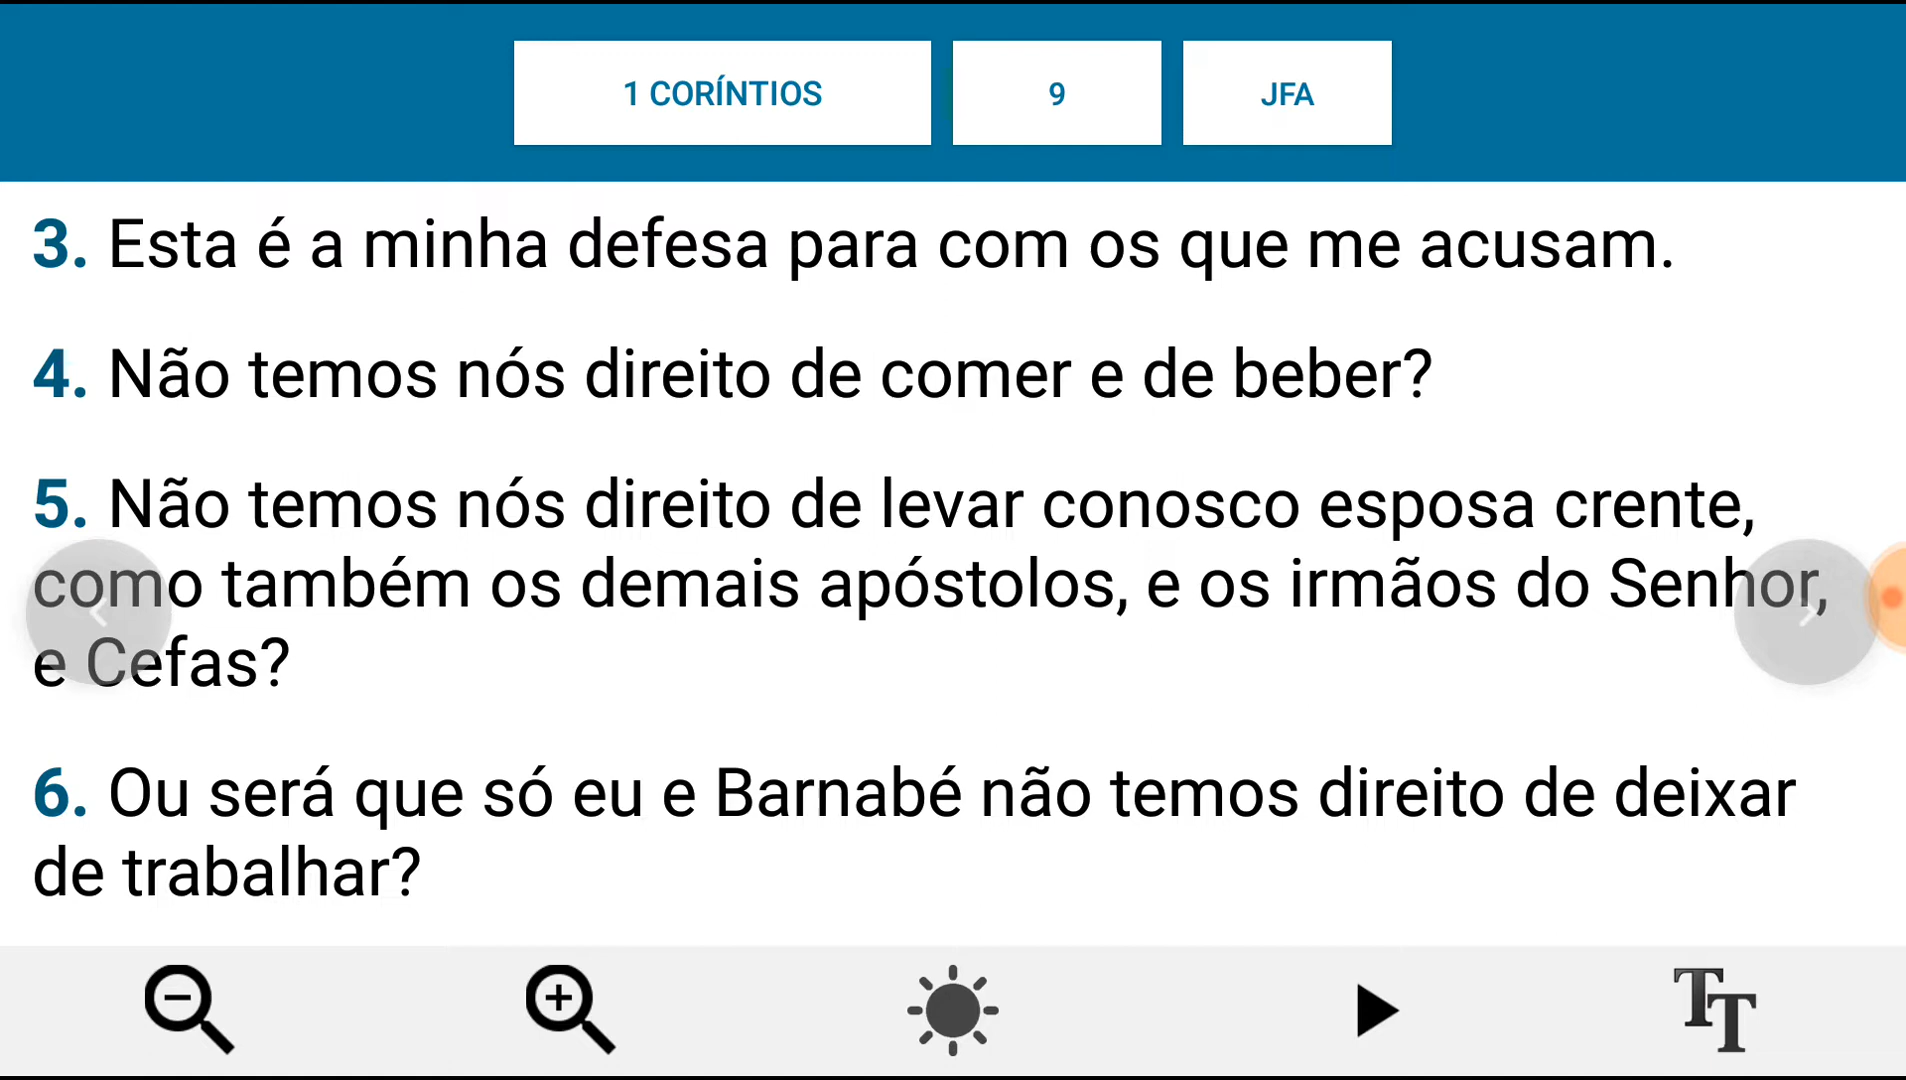 1 CORÍNTIOS 9 JFA
3. Esta é a minha defesa para com os que me acusam.
4. Não temos nós direito de comer e de beber?
5. Não temos nós direito de levar conosco esposa crente,
como também os demais apóstolos, e os irmãos do Senhor,
e Cefas?
6. Ou será que só eu e Barnabé não temos direito de deixar
de trabalhar?
TT